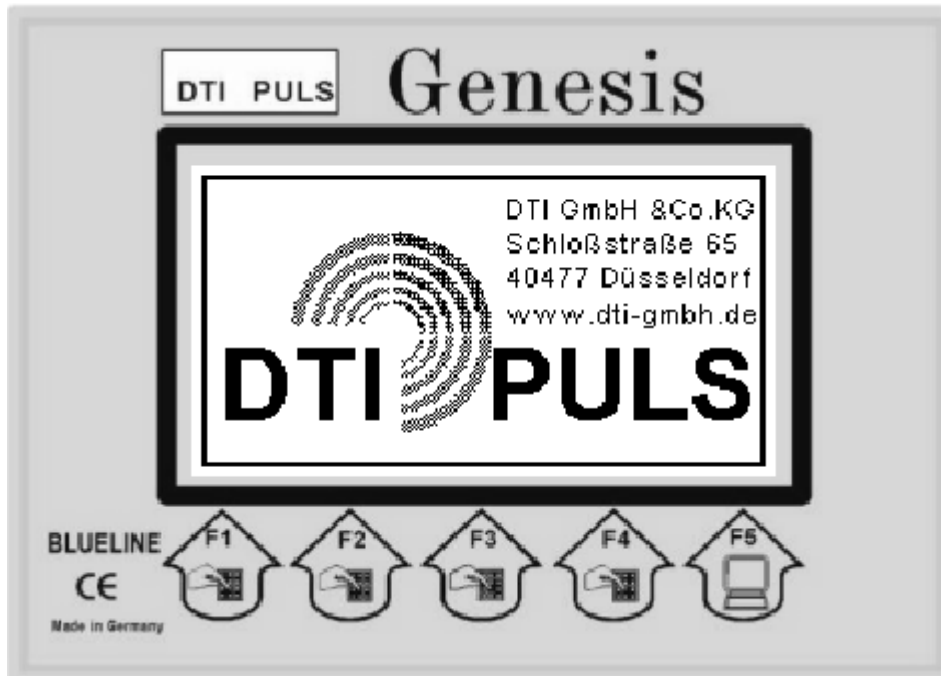 DTI PULS
Genesis
DTI GmbH &Co.KG
Schloßstraße 65
40477 Düsseldorf
www.dti-gmbh.de
DTI PULS
F1 F2 F3 F4 F5
BLUELINE
CE
Made in Germany